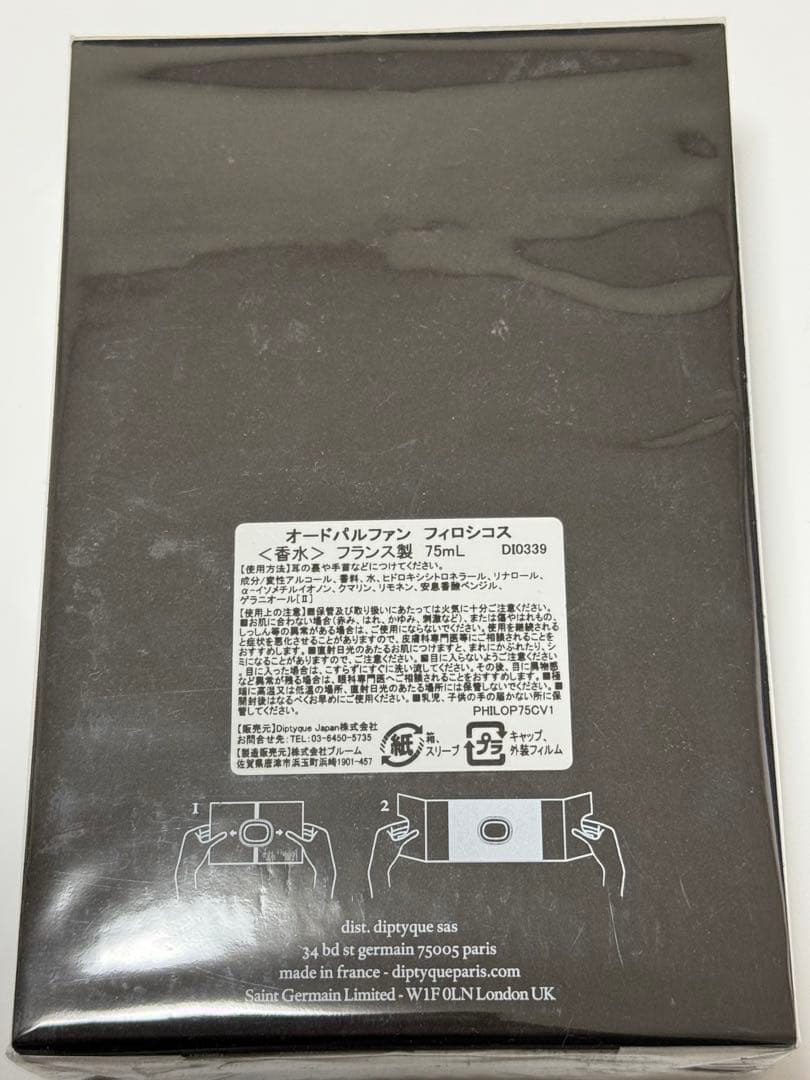 オードパルファン フィロシコス
<香水> フランス製 75mL DI0339
【使用方法】耳の裏や手首などにつけてください。
成分/変性アルコール、香料、水、ヒドロキシシトロネラール、リナロール、
α-イソメチルイオノン、クマリン、リモネン、安息香酸ベンジル、
ゲラニオール[Ⅱ]
【使用上の注意】■保管及び取り扱いにあたっては火気に十分ご注意ください。
■お肌に合わない場合(赤み、はれ、かゆみ、刺激など)、または傷やはれもの、
しっしん等の異常がある場合は、ご使用にならないでください。使用を継続される
と症状を悪化させることがありますので、皮膚科専門医等にご相談されることを
おすすめします。■直射日光のあたるお肌につけますと、まれにかぶれたり、シ
ミになることがありますので、ご注意ください。■目に入らないようご注意くださ
い。目に入った場合は、こすらずにすぐに洗い流してください。その後、目に異物感
など異常が残る場合は、眼科専門医へご相談されることをおすすめします。■極
端に高温又は低温の場所、直射日光のあたる場所には保管しないでください。■
開封後はなるべくお早めにご使用ください。■乳児、子供の手の届かない所に保
管してください。 PHILOP75CV1
【販売元】Diptyque Japan株式会社
お問合せ先:TEL:03-6450-5735
【製造販売元】株式会社ブルーム
佐賀県唐津市浜玉町浜崎1901-457
紙 箱、
スリーブ
プラ キャップ、
外装フィルム
1 2
dist. diptyque sas
34 bd st germain 75005 paris
made in france - diptyqueparis.com
Saint Germain Limited - W1F 0LN London UK